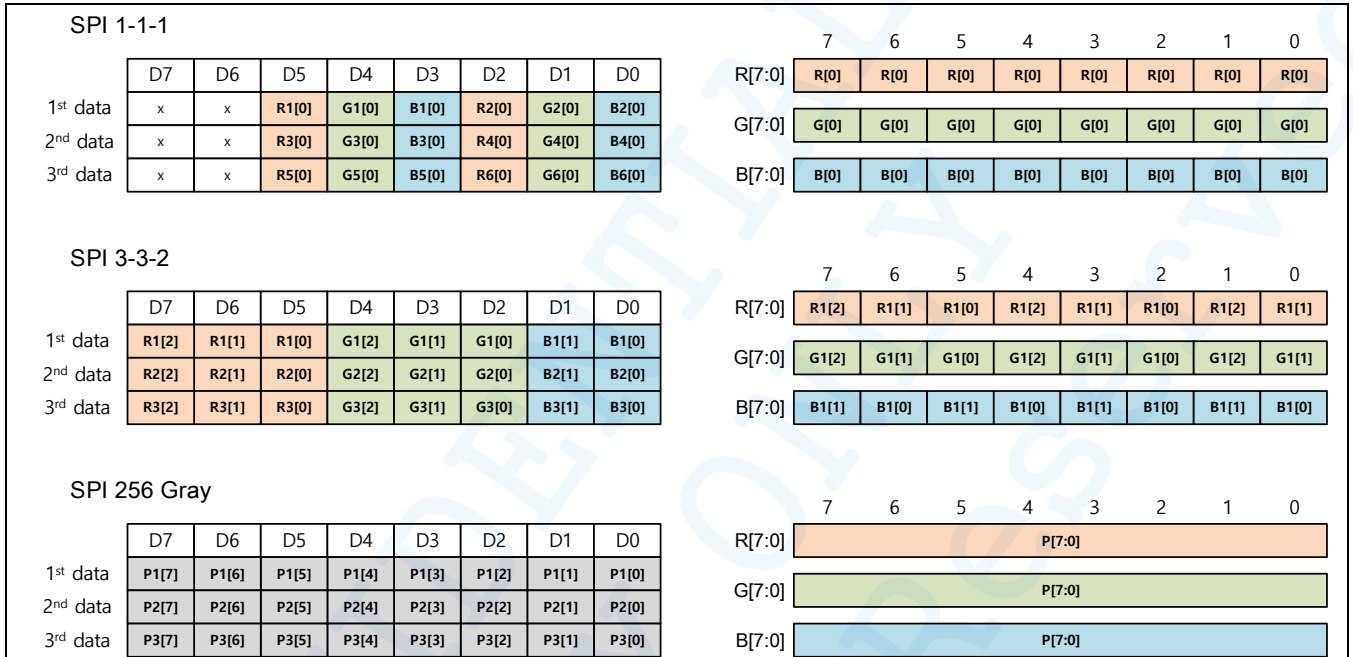 SPI 1-1-1
7 6 5 4 3 2 1 0
D7 D6 D5 D4 D3 D2 D1 D0
R[7:0] R[0] R[0] R[0] R[0] R[0] R[0] R[0] R[0]
1st data x x R1[0] G1[0] B1[0] R2[0] G2[0] B2[0]
G[7:0] G[0] G[0] G[0] G[0] G[0] G[0] G[0] G[0]
2nd data x x R3[0] G3[0] B3[0] R4[0] G4[0] B4[0]
3rd data x x R5[0] G5[0] B5[0] R6[0] G6[0] B6[0]
B[7:0] B[0] B[0] B[0] B[0] B[0] B[0] B[0] B[0]
SPI 3-3-2
7 6 5 4 3 2 1 0
D7 D6 D5 D4 D3 D2 D1 D0
R[7:0] R1[2] R1[1] R1[0] R1[2] R1[1] R1[0] R1[2] R1[1]
1st data R1[2] R1[1] R1[0] G1[2] G1[1] G1[0] B1[1] B1[0]
G[7:0] G1[2] G1[1] G1[0] G1[2] G1[1] G1[0] G1[2] G1[1]
2nd data R2[2] R2[1] R2[0] G2[2] G2[1] G2[0] B2[1] B2[0]
3rd data R3[2] R3[1] R3[0] G3[2] G3[1] G3[0] B3[1] B3[0]
B[7:0] B1[1] B1[0] B1[1] B1[0] B1[1] B1[0] B1[1] B1[0]
SPI 256 Gray
7 6 5 4 3 2 1 0
D7 D6 D5 D4 D3 D2 D1 D0
R[7:0] P[7:0]
1st data P1[7] P1[6] P1[5] P1[4] P1[3] P1[2] P1[1] P1[0]
G[7:0] P[7:0]
2nd data P2[7] P2[6] P2[5] P2[4] P2[3] P2[2] P2[1] P2[0]
3rd data P3[7] P3[6] P3[5] P3[4] P3[3] P3[2] P3[1] P3[0]
B[7:0] P[7:0]